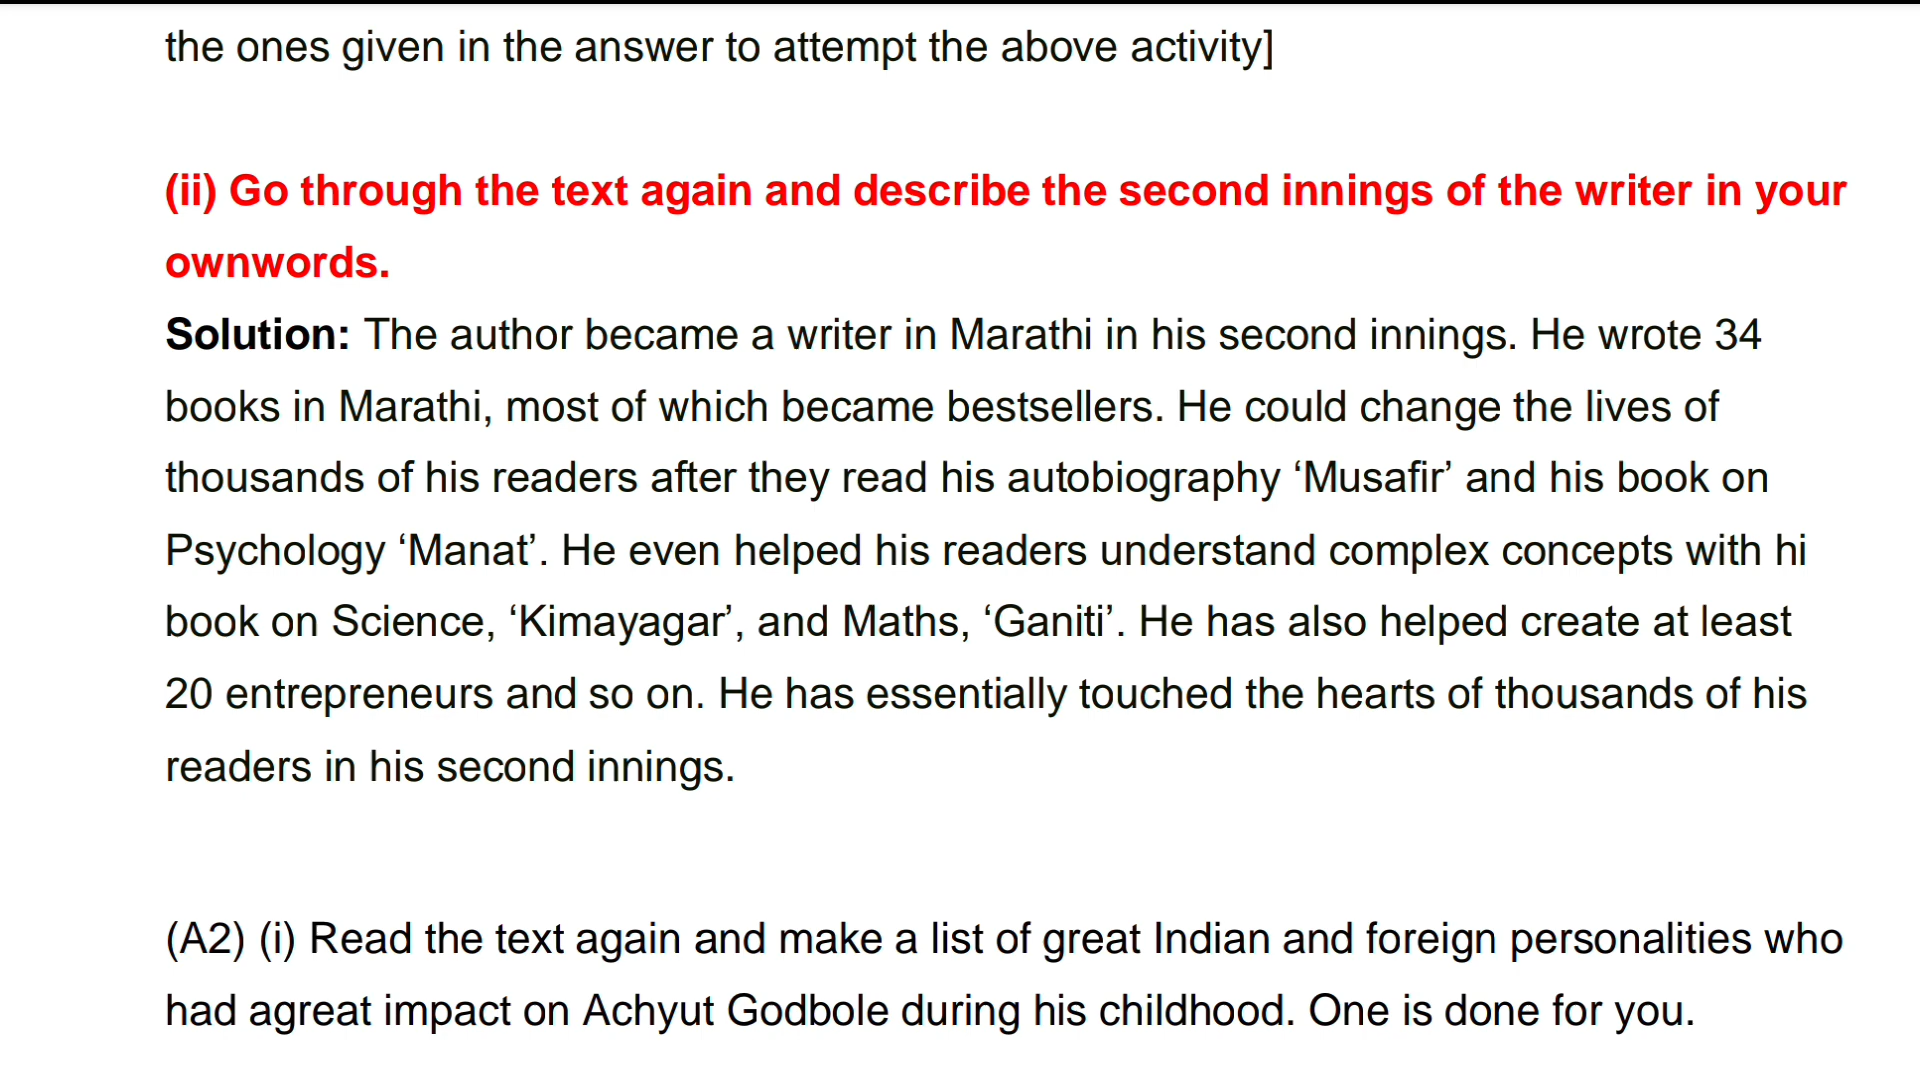 the ones given in the answer to attempt the above activity]
(ii) Go through the text again and describe the second innings of the writer in your
ownwords.
Solution: The author became a writer in Marathi in his second innings. He wrote 34
books in Marathi, most of which became bestsellers. He could change the lives of
thousands of his readers after they read his autobiography ‘Musafir’ and his book on
Psychology ‘Manat’. He even helped his readers understand complex concepts with hi
book on Science, ‘Kimayagar’, and Maths, ‘Ganiti’. He has also helped create at least
20 entrepreneurs and so on. He has essentially touched the hearts of thousands of his
readers in his second innings.
(A2) (i) Read the text again and make a list of great Indian and foreign personalities who
had agreat impact on Achyut Godbole during his childhood. One is done for you.